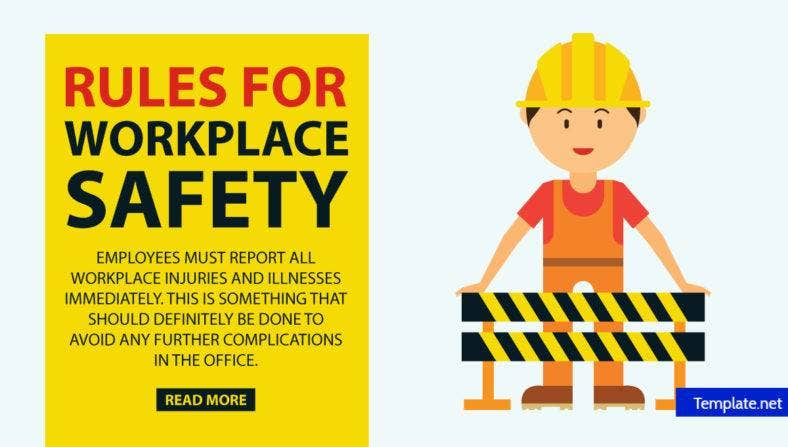 RULES FOR
WORKPLACE
SAFETY
EMPLOYEES MUST REPORT ALL
WORKPLACE INJURIES AND ILLNESSES
IMMEDIATELY. THIS IS SOMETHING THAT
SHOULD DEFINITELY BE DONE TO
AVOID ANY FURTHER COMPLICATIONS
IN THE OFFICE.
READ MORE
Template.net